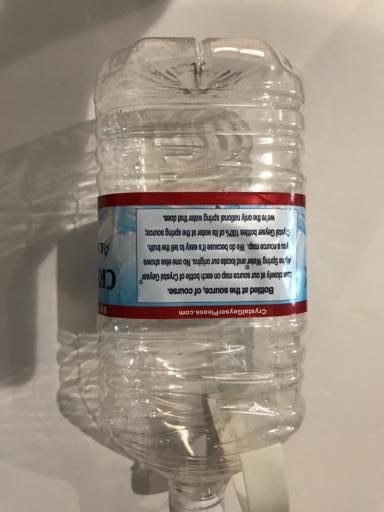 CrystalGeyserPlease.com
Bottled at the source, of course.
Look closely at our source map on each bottle of Crystal Geyser®
Alpine Spring Water® and locate our origins. No one else shows
you a source map. We do because it's easy to tell the truth.
Crystal Geyser bottles 100% of its water at the spring source;
we're the only national spring water that does.
CR
AL